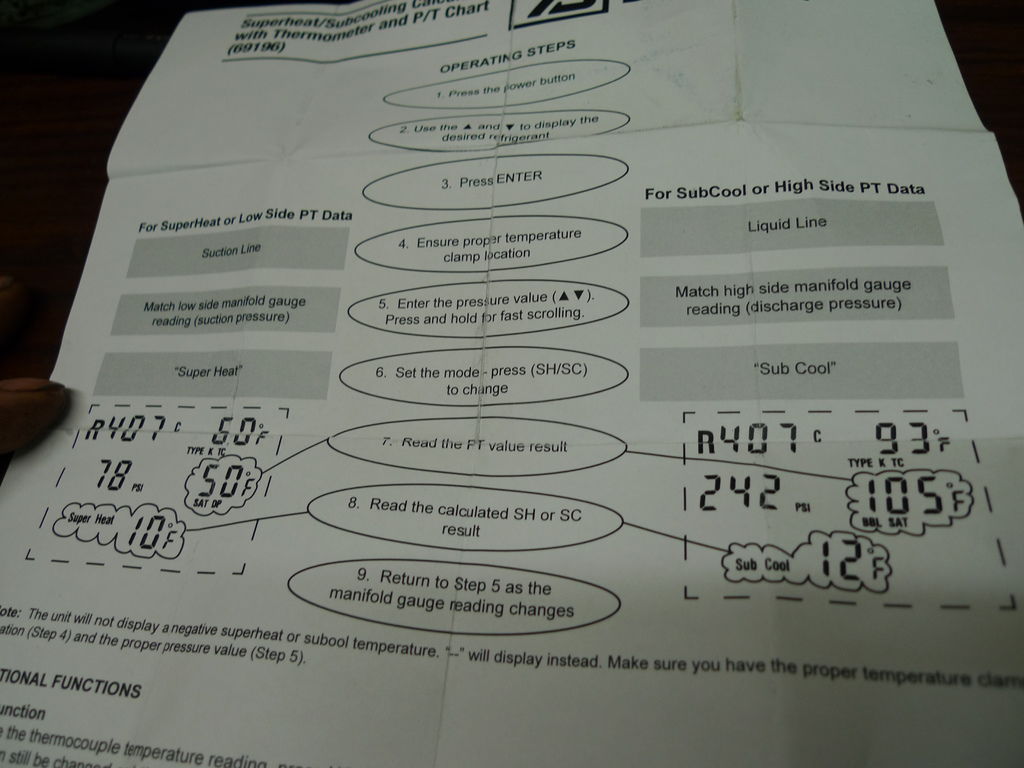 Superheat/Subcooling
with Thermometer and P/T Chart
(69196)
OPERATING STEPS
1. Press the power button
2. Use the ▲ and ▼ to display the
desired refrigerant
3. Press ENTER
For SuperHeat or Low Side PT Data
For SubCool or High Side PT Data
Suction Line
4. Ensure proper temperature
clamp location
Liquid Line
Match low side manifold gauge
reading (suction pressure)
5. Enter the pressure value (▲▼).
Press and hold for fast scrolling.
Match high side manifold gauge
reading (discharge pressure)
"Super Heat"
6. Set the mode - press (SH/SC)
to change
"Sub Cool"
R407 C 60°F
TYPE K TC
78 PSI 50°F
SAT DP
Super Heat 10°F
7. Read the PT value result
8. Read the calculated SH or SC
result
R407 C 93°F
TYPE K TC
242 PSI 105°F
BBL SAT
Sub Cool 12°F
9. Return to Step 5 as the
manifold gauge reading changes
The unit will not display a negative superheat or subool temperature. "--" will display instead. Make sure you have the proper temperature
(Step 4) and the proper pressure value (Step 5).
FUNCTIONS
the thermocouple temperature reading,
still be